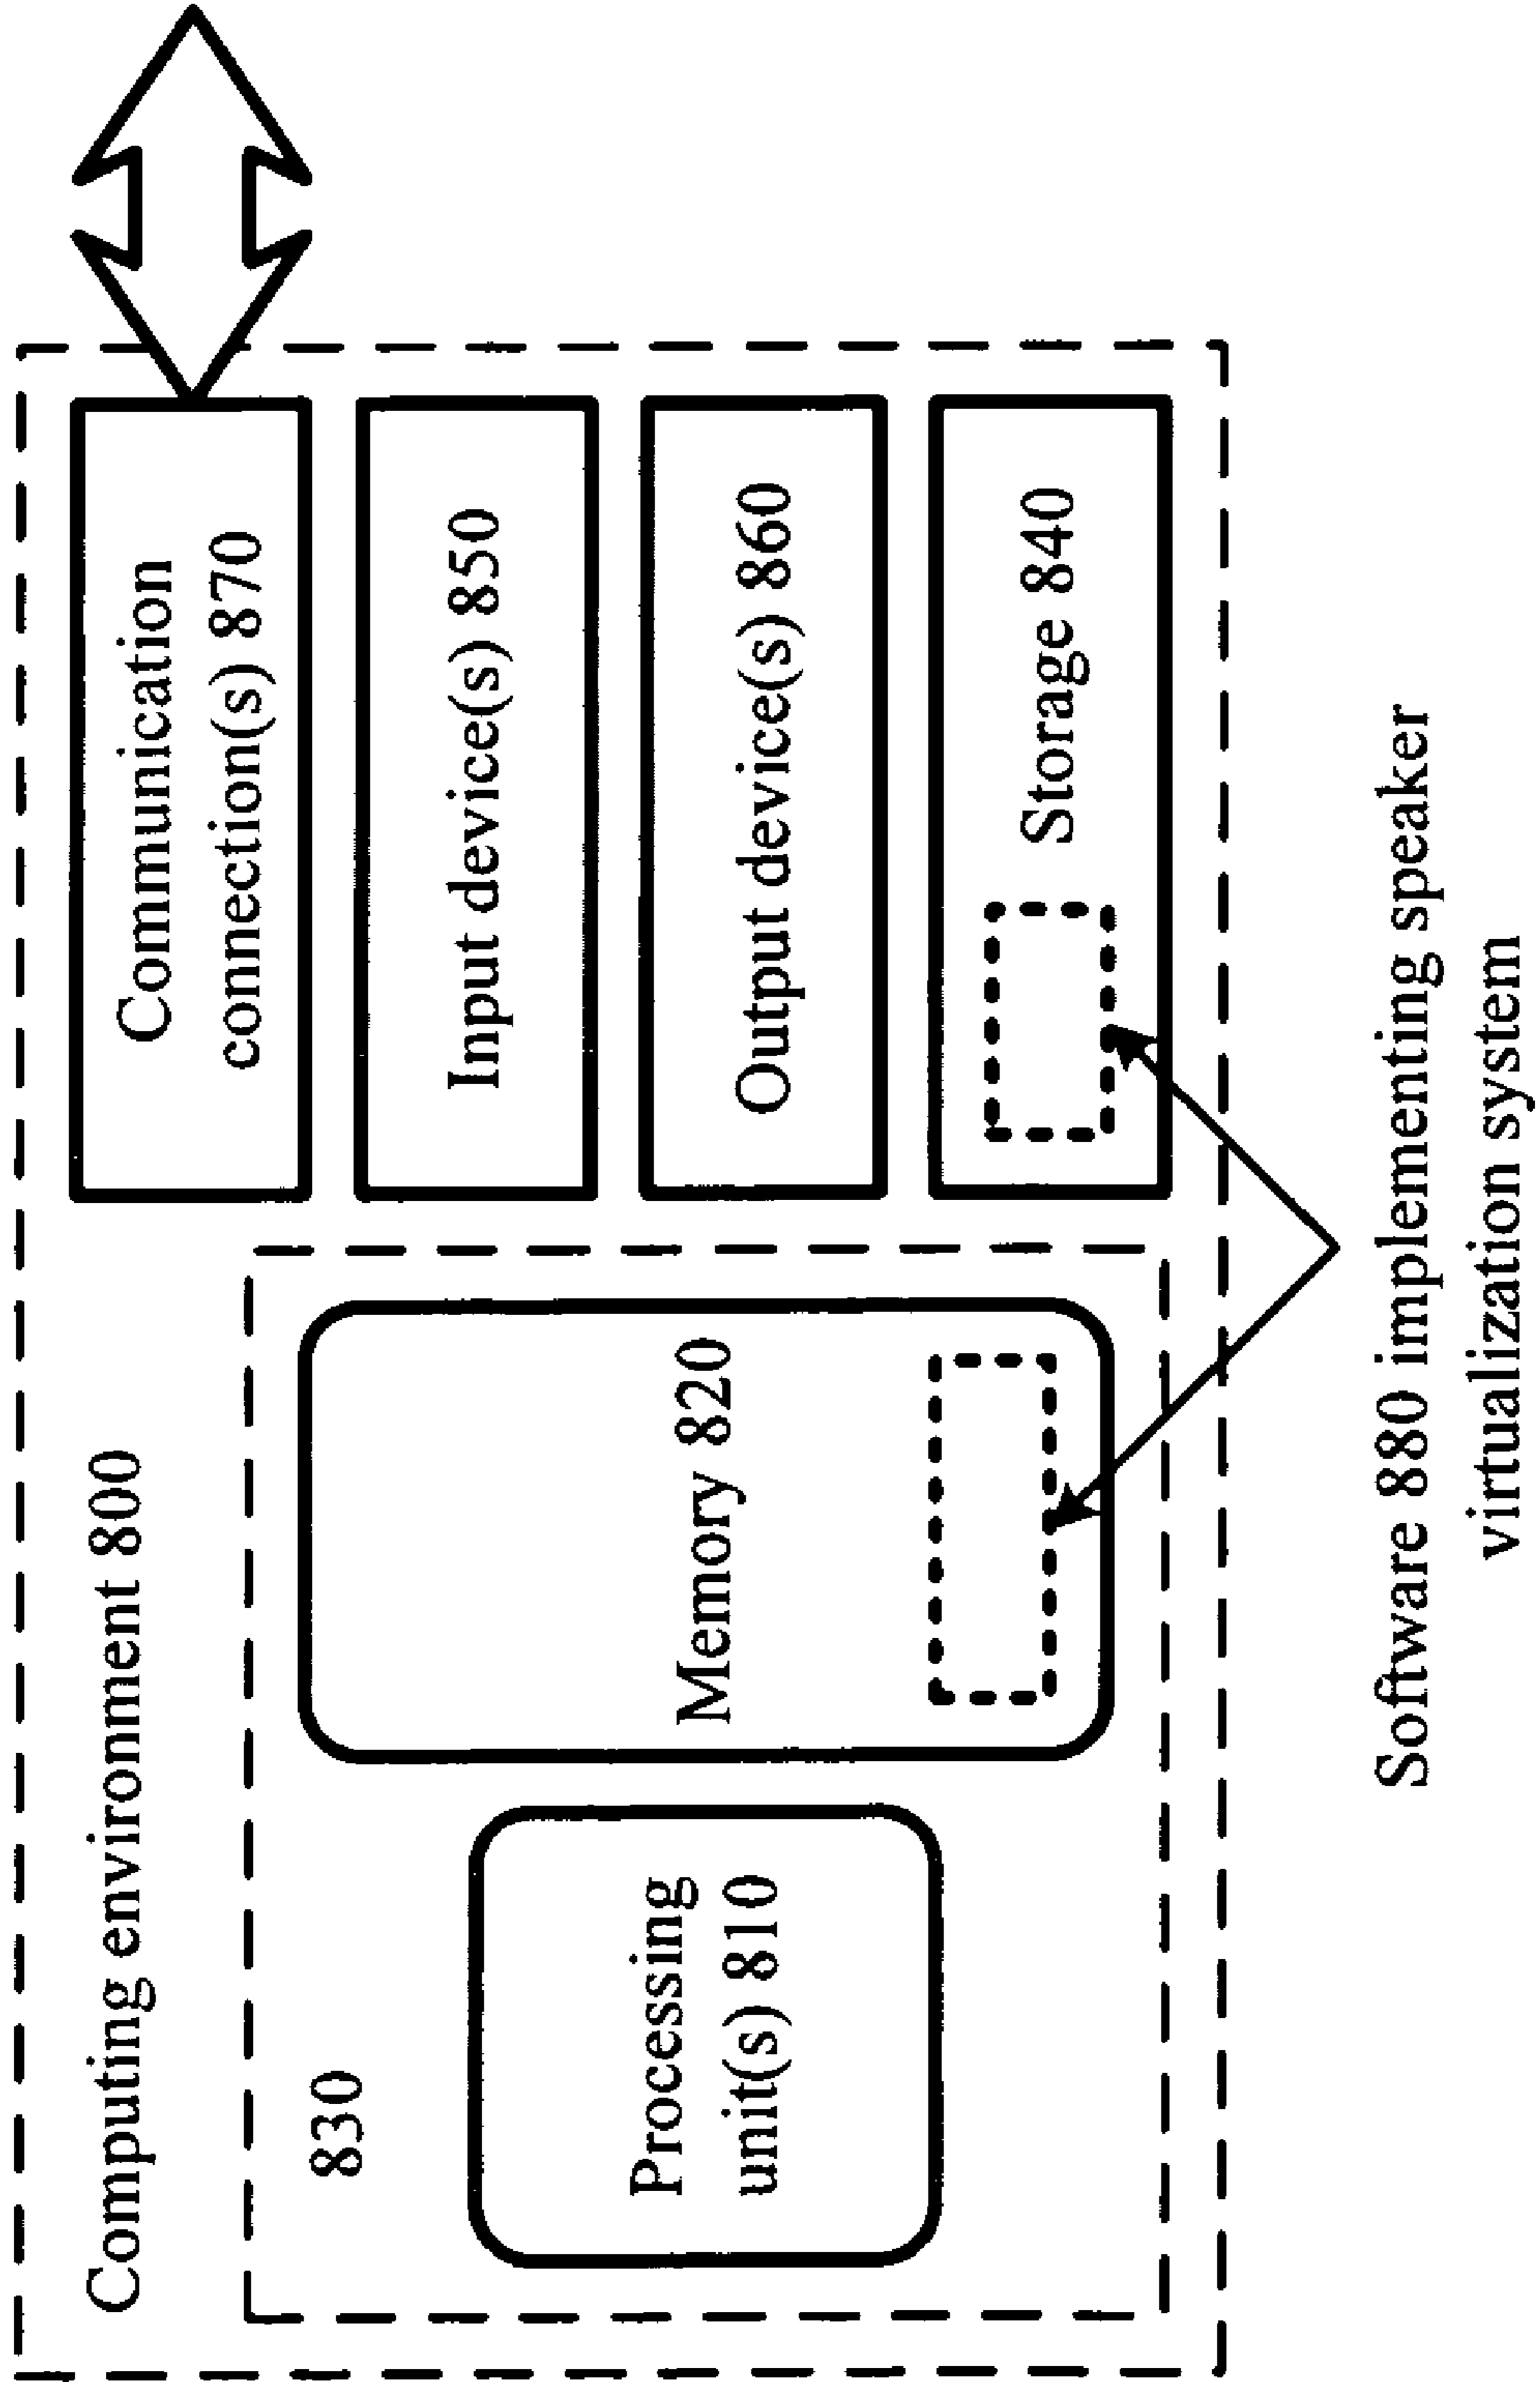 Computing environment 800
830
Processing
unit(s) 810
Memory 820
Communication
connection(s) 870
Input device(s) 850
Output device(s) 860
Storage 840
Software 880 implementing speaker
virtualization system